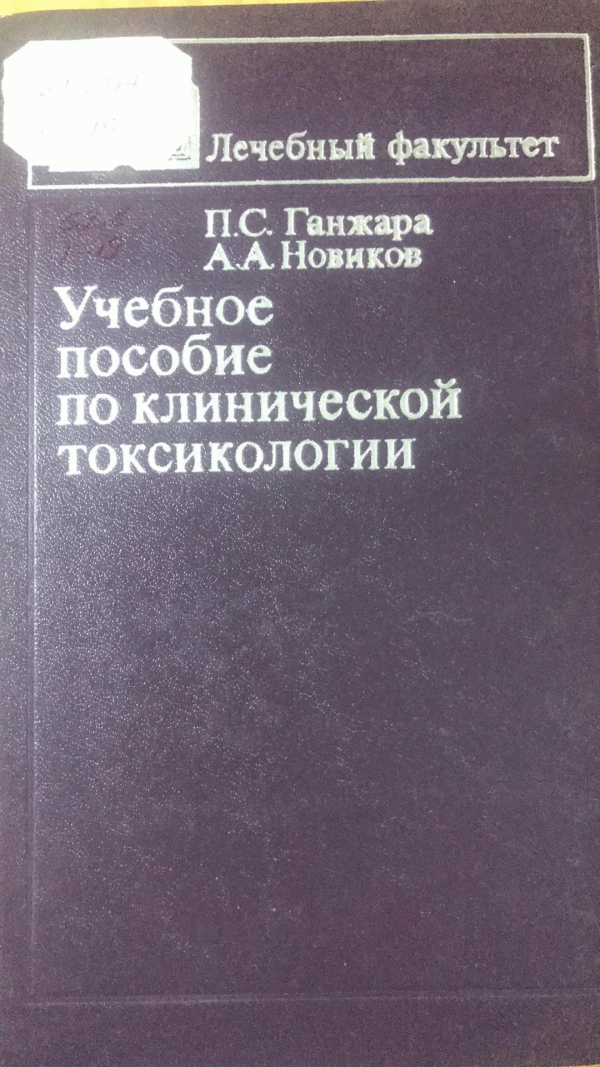 Лечебный факультет
П.С. Ганжара
А.А. Новиков
Учебное
пособие
по клинической
токсикологии